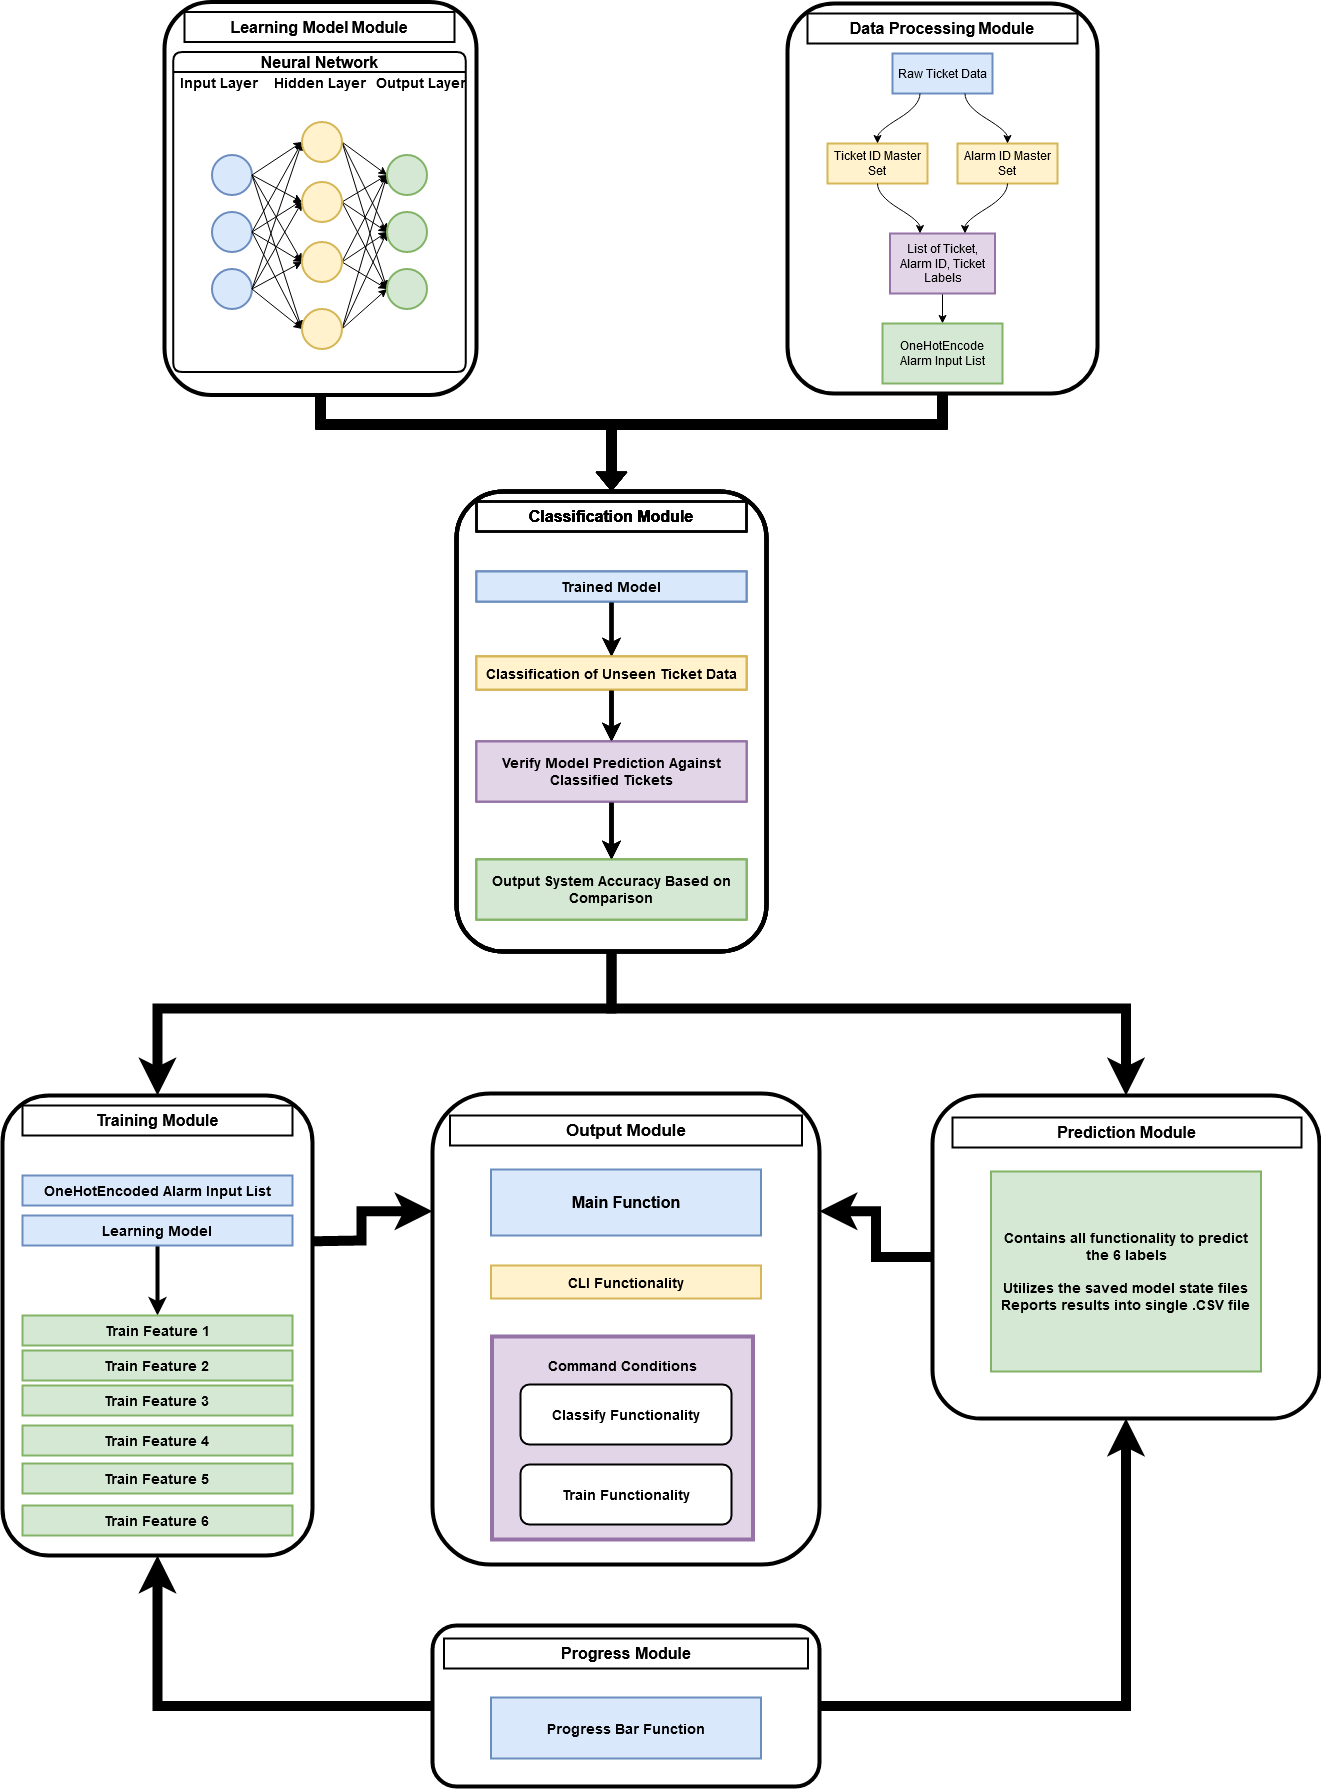 Learning Model Module
Neural Network
Input Layer
Hidden Layer
Output Layer
Data Processing Module
Raw Ticket Data
Ticket ID Master
Set
Alarm ID Master
Set
List of Ticket,
Alarm ID, Ticket
Labels
OneHotEncode
Alarm Input List
Classification Module
Trained Model
Classification of Unseen Ticket Data
Verify Model Prediction Against
Classified Tickets
Output System Accuracy Based on
Comparison
Training Module
OneHotEncoded Alarm Input List
Learning Model
Train Feature 1
Train Feature 2
Train Feature 3
Train Feature 4
Train Feature 5
Train Feature 6
Output Module
Main Function
CLI Functionality
Command Conditions
Classify Functionality
Train Functionality
Prediction Module
Contains all functionality to predict
the 6 labels
Utilizes the saved model state files
Reports results into single .CSV file
Progress Module
Progress Bar Function